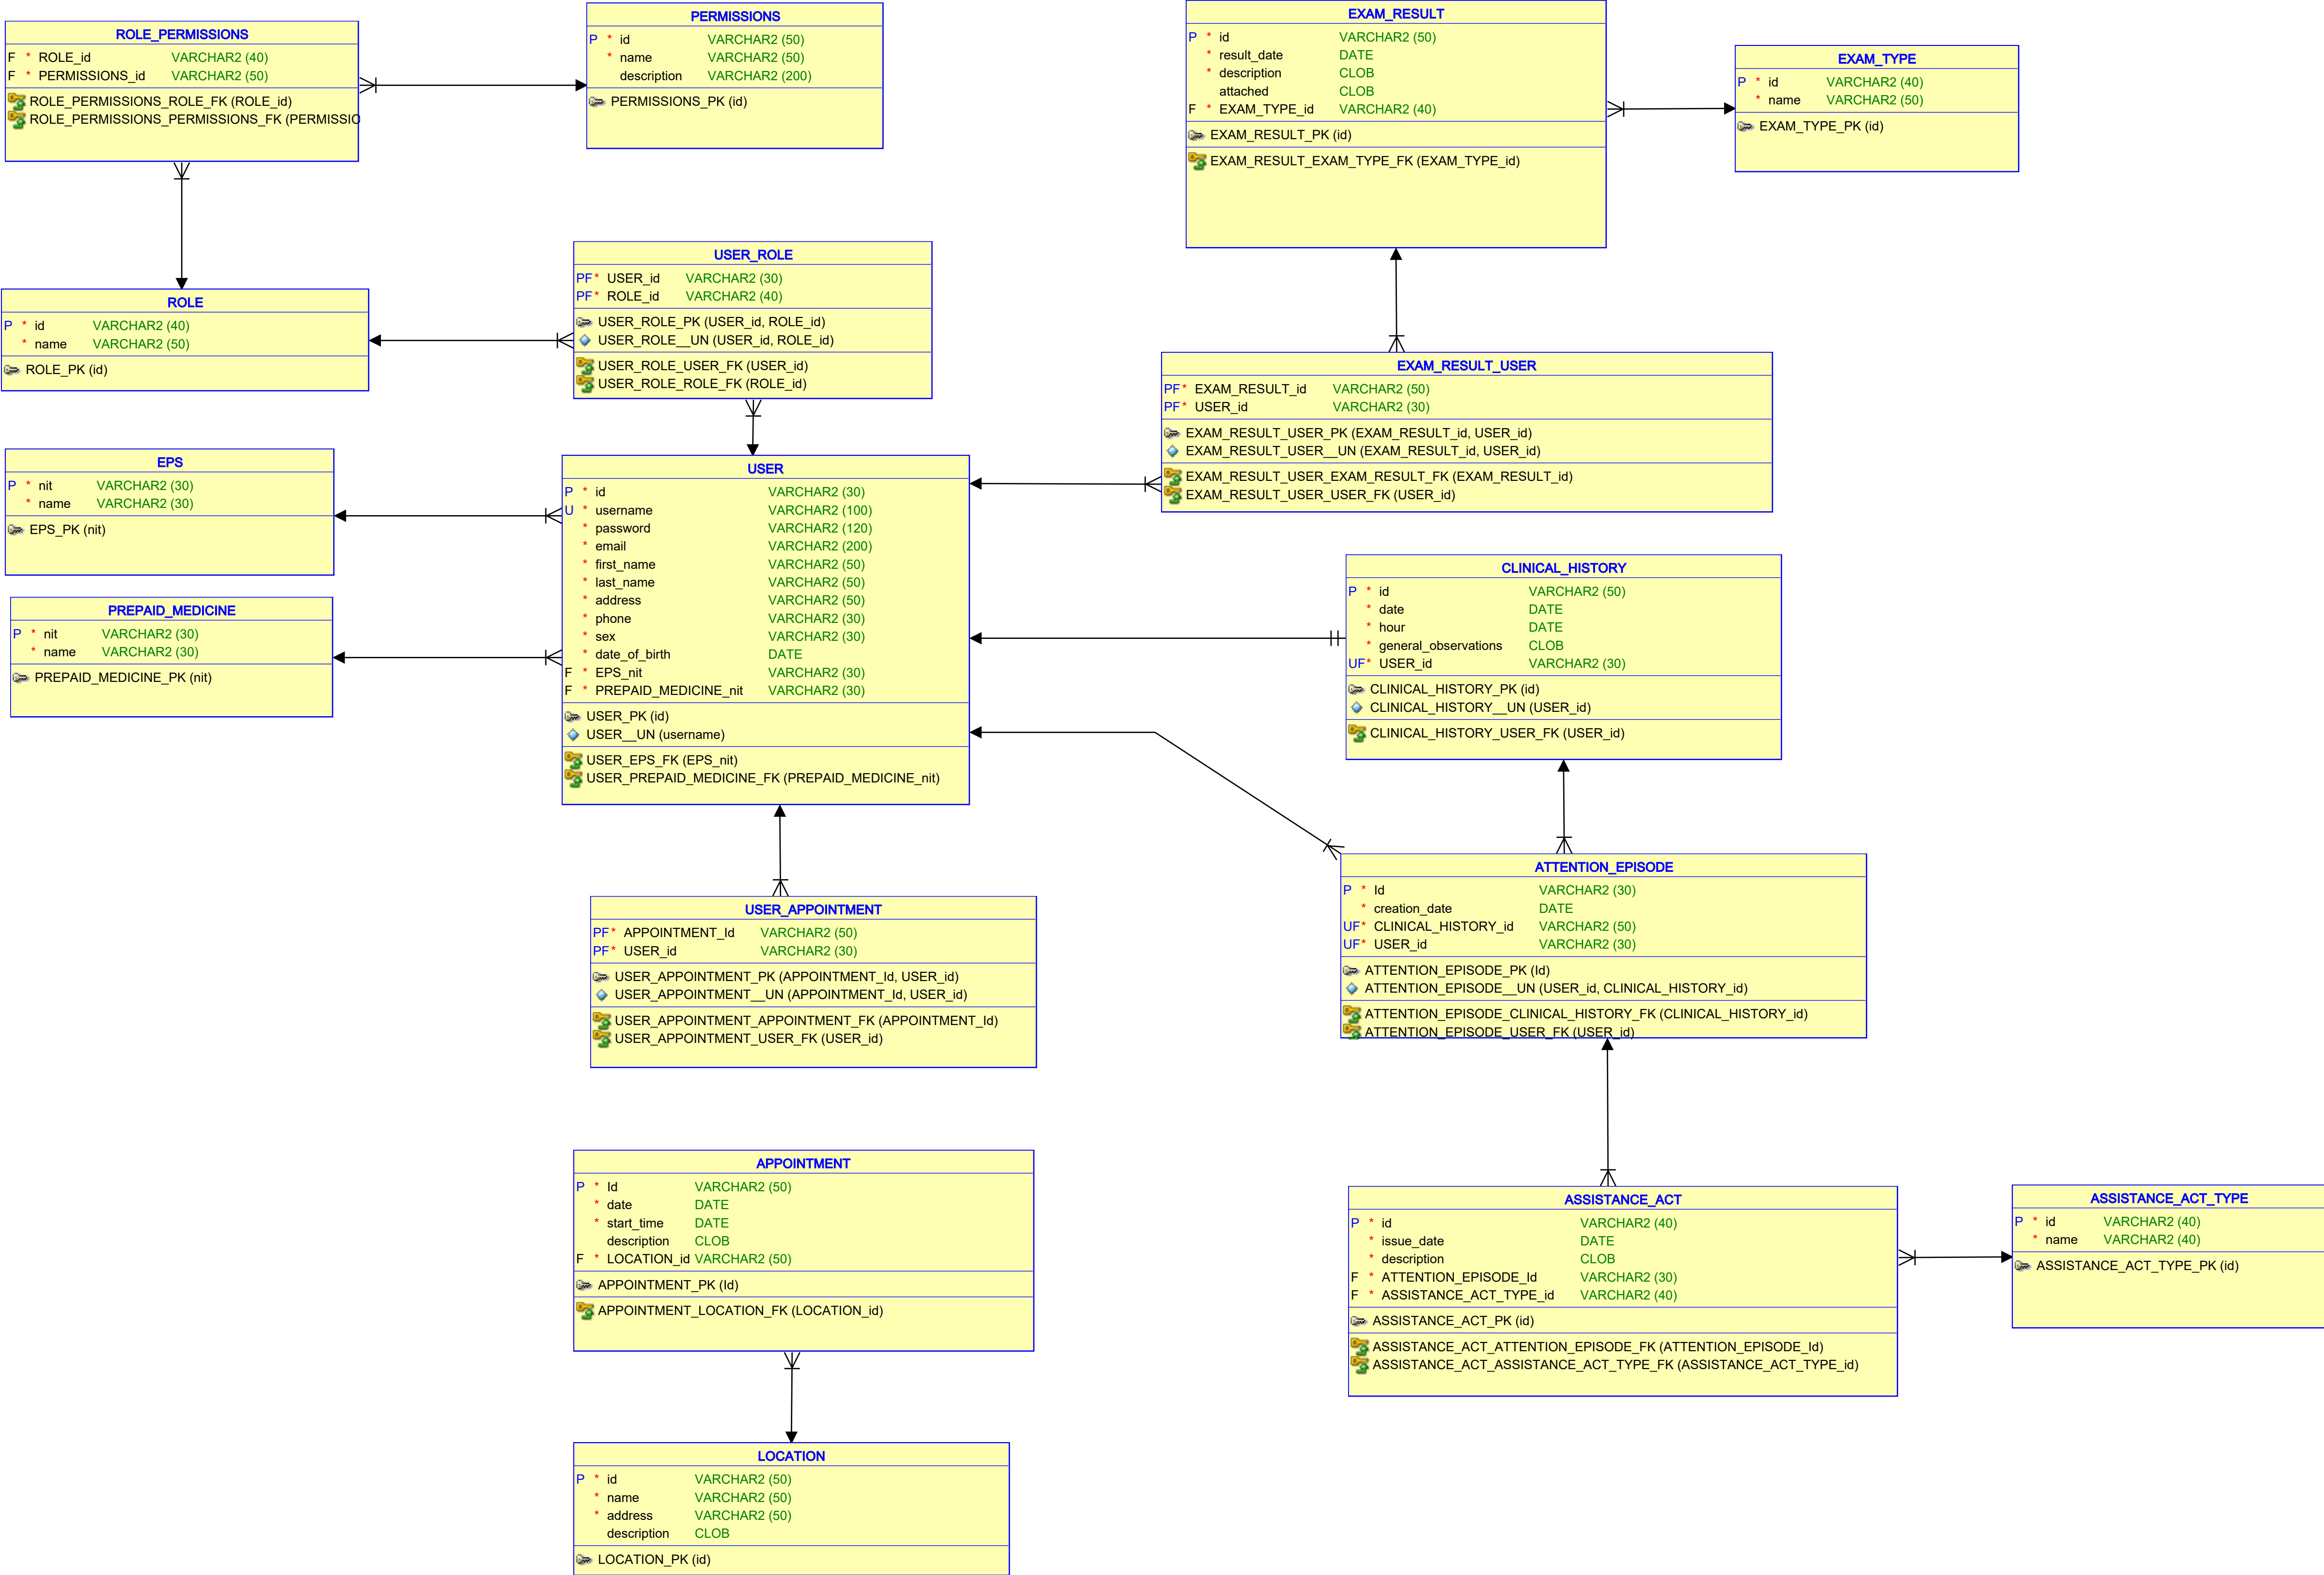 ROLE_PERMISSIONS
F * ROLE_id VARCHAR2 (40)
F * PERMISSIONS_id VARCHAR2 (50)
ROLE_PERMISSIONS_ROLE_FK (ROLE_id)
ROLE_PERMISSIONS_PERMISSIONS_FK (PERMISSIO
PERMISSIONS
P * id VARCHAR2 (50)
* name VARCHAR2 (50)
description VARCHAR2 (200)
PERMISSIONS_PK (id)
EXAM_RESULT
P * id VARCHAR2 (50)
* result_date DATE
* description CLOB
attached CLOB
F * EXAM_TYPE_id VARCHAR2 (40)
EXAM_RESULT_PK (id)
EXAM_RESULT_EXAM_TYPE_FK (EXAM_TYPE_id)
EXAM_TYPE
P * id VARCHAR2 (40)
* name VARCHAR2 (50)
EXAM_TYPE_PK (id)
ROLE
P * id VARCHAR2 (40)
* name VARCHAR2 (50)
ROLE_PK (id)
USER_ROLE
PF* USER_id VARCHAR2 (30)
PF* ROLE_id VARCHAR2 (40)
USER_ROLE_PK (USER_id, ROLE_id)
USER_ROLE__UN (USER_id, ROLE_id)
USER_ROLE_USER_FK (USER_id)
USER_ROLE_ROLE_FK (ROLE_id)
EXAM_RESULT_USER
PF* EXAM_RESULT_id VARCHAR2 (50)
PF* USER_id VARCHAR2 (30)
EXAM_RESULT_USER_PK (EXAM_RESULT_id, USER_id)
EXAM_RESULT_USER__UN (EXAM_RESULT_id, USER_id)
EXAM_RESULT_USER_EXAM_RESULT_FK (EXAM_RESULT_id)
EXAM_RESULT_USER_USER_FK (USER_id)
EPS
P * nit VARCHAR2 (30)
* name VARCHAR2 (30)
EPS_PK (nit)
PREPAID_MEDICINE
P * nit VARCHAR2 (30)
* name VARCHAR2 (30)
PREPAID_MEDICINE_PK (nit)
USER
P * id VARCHAR2 (30)
U * username VARCHAR2 (100)
* password VARCHAR2 (120)
* email VARCHAR2 (200)
* first_name VARCHAR2 (50)
* last_name VARCHAR2 (50)
* address VARCHAR2 (50)
* phone VARCHAR2 (30)
* sex VARCHAR2 (30)
* date_of_birth DATE
F * EPS_nit VARCHAR2 (30)
F * PREPAID_MEDICINE_nit VARCHAR2 (30)
USER_PK (id)
USER__UN (username)
USER_EPS_FK (EPS_nit)
USER_PREPAID_MEDICINE_FK (PREPAID_MEDICINE_nit)
CLINICAL_HISTORY
P * id VARCHAR2 (50)
* date DATE
* hour DATE
* general_observations CLOB
UF* USER_id VARCHAR2 (30)
CLINICAL_HISTORY_PK (id)
CLINICAL_HISTORY__UN (USER_id)
CLINICAL_HISTORY_USER_FK (USER_id)
USER_APPOINTMENT
PF* APPOINTMENT_Id VARCHAR2 (50)
PF* USER_id VARCHAR2 (30)
USER_APPOINTMENT_PK (APPOINTMENT_Id, USER_id)
USER_APPOINTMENT__UN (APPOINTMENT_Id, USER_id)
USER_APPOINTMENT_APPOINTMENT_FK (APPOINTMENT_Id)
USER_APPOINTMENT_USER_FK (USER_id)
ATTENTION_EPISODE
P * Id VARCHAR2 (30)
* creation_date DATE
UF* CLINICAL_HISTORY_id VARCHAR2 (50)
UF* USER_id VARCHAR2 (30)
ATTENTION_EPISODE_PK (Id)
ATTENTION_EPISODE__UN (USER_id, CLINICAL_HISTORY_id)
ATTENTION_EPISODE_CLINICAL_HISTORY_FK (CLINICAL_HISTORY_id)
ATTENTION_EPISODE_USER_FK (USER_id)
APPOINTMENT
P * Id VARCHAR2 (50)
* date DATE
* start_time DATE
description CLOB
F * LOCATION_id VARCHAR2 (50)
APPOINTMENT_PK (Id)
APPOINTMENT_LOCATION_FK (LOCATION_id)
ASSISTANCE_ACT
P * id VARCHAR2 (40)
* issue_date DATE
* description CLOB
F * ATTENTION_EPISODE_Id VARCHAR2 (30)
F * ASSISTANCE_ACT_TYPE_id VARCHAR2 (40)
ASSISTANCE_ACT_PK (id)
ASSISTANCE_ACT_ATTENTION_EPISODE_FK (ATTENTION_EPISODE_Id)
ASSISTANCE_ACT_ASSISTANCE_ACT_TYPE_FK (ASSISTANCE_ACT_TYPE_id)
ASSISTANCE_ACT_TYPE
P * id VARCHAR2 (40)
* name VARCHAR2 (40)
ASSISTANCE_ACT_TYPE_PK (id)
LOCATION
P * id VARCHAR2 (50)
* name VARCHAR2 (50)
* address VARCHAR2 (50)
description CLOB
LOCATION_PK (id)